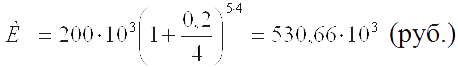 È = 200·10³(1+0,2/4)⁵·⁴ = 530,66·10³ (руб.)